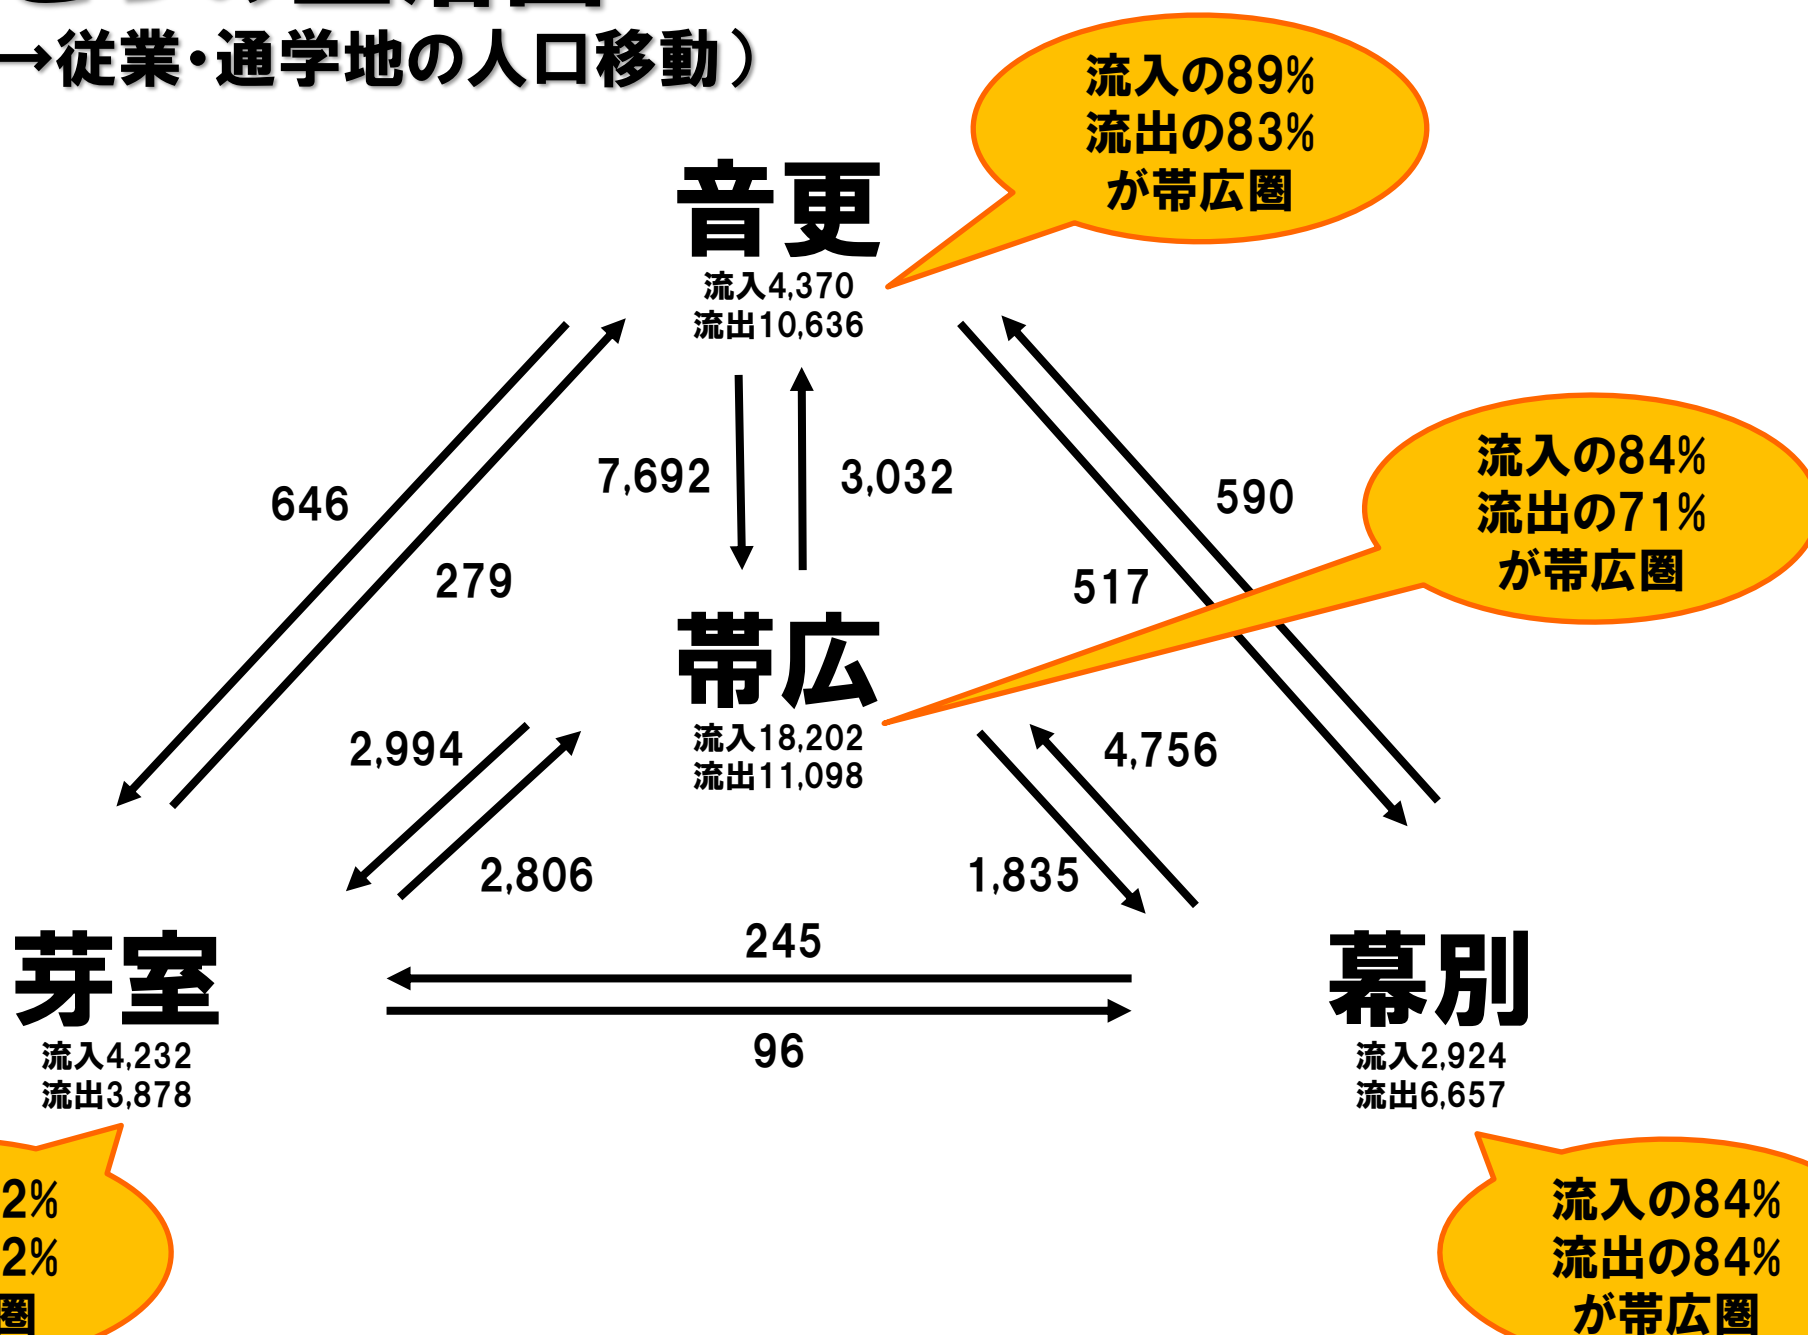 →従業・通学地の人口移動）
流入の89%
流出の83%
が帯広圏
音更
流入4,370
流出10,636
646
279
7,692
3,032
590
517
流入の84%
流出の71%
が帯広圏
帯広
流入18,202
流出11,098
2,994
2,806
4,756
1,835
245
96
芽室
流入4,232
流出3,878
幕別
流入2,924
流出6,657
2%
2%
圏
流入の84%
流出の84%
が帯広圏